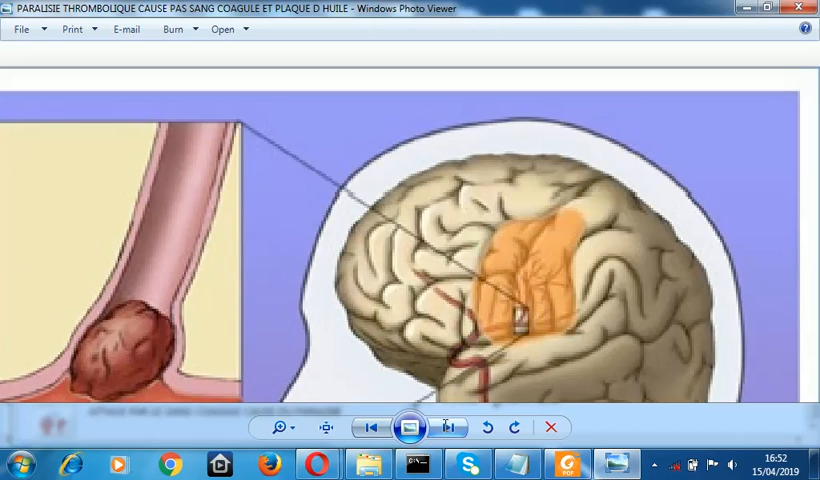 PARALISIE THROMBOLIQUE CAUSE PAS SANG COAGULE ET PLAQUE D HUILE - Windows Photo Viewer
File Print E-mail Burn Open
PDF
16:52
15/04/2019